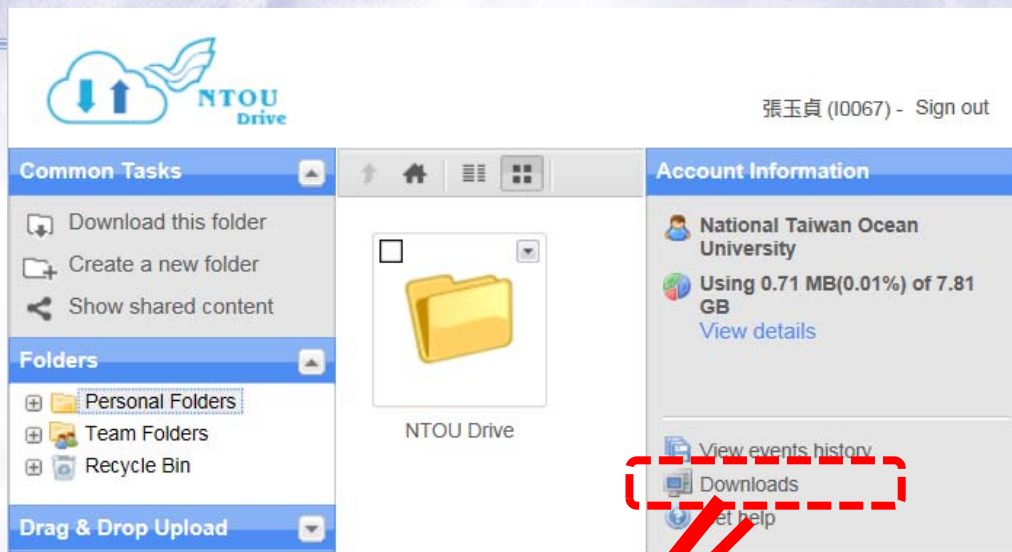 NTOU
Drive
張玉貞 (I0067) - Sign out
Common Tasks
Download this folder
Create a new folder
Show shared content
Folders
Personal Folders
Team Folders
Recycle Bin
Drag & Drop Upload
NTOU Drive
Account Information
National Taiwan Ocean
University
Using 0.71 MB(0.01%) of 7.81
GB
View details
View events history
Downloads
Get help